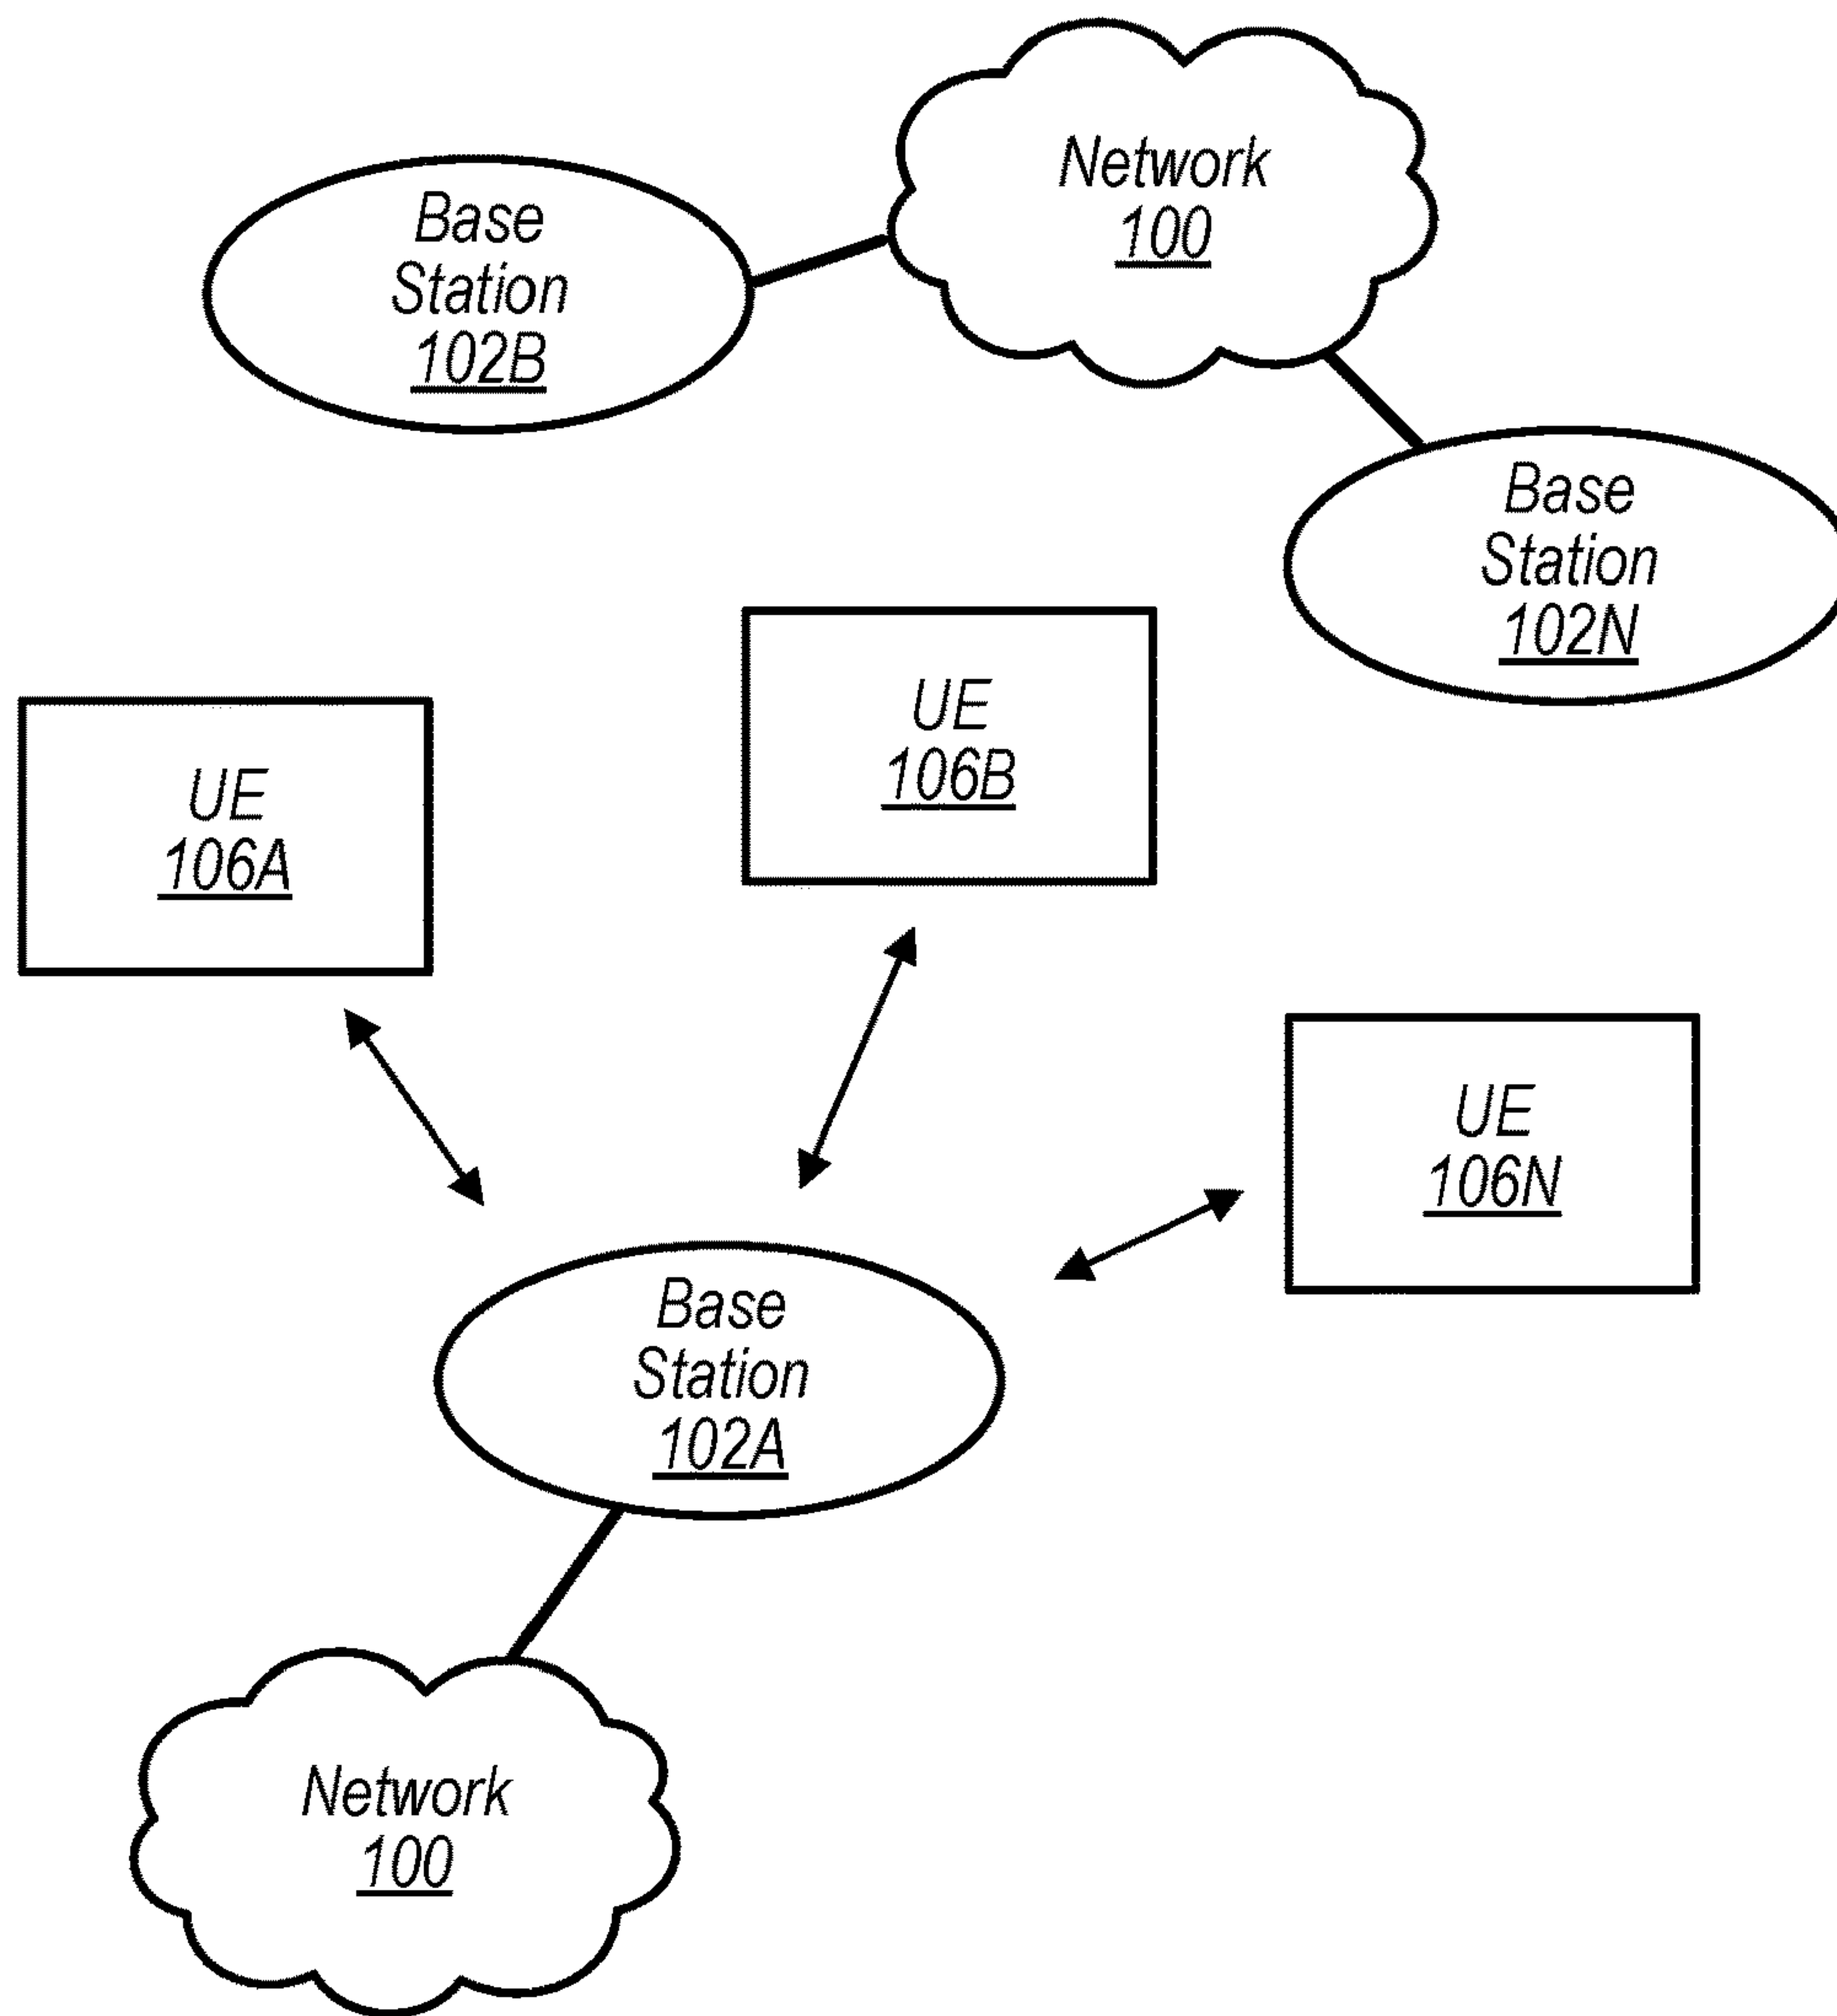 Network
100
Base
Station
102B
Base
Station
102N
UE
106B
UE
106A
UE
106N
Base
Station
102A
Network
100